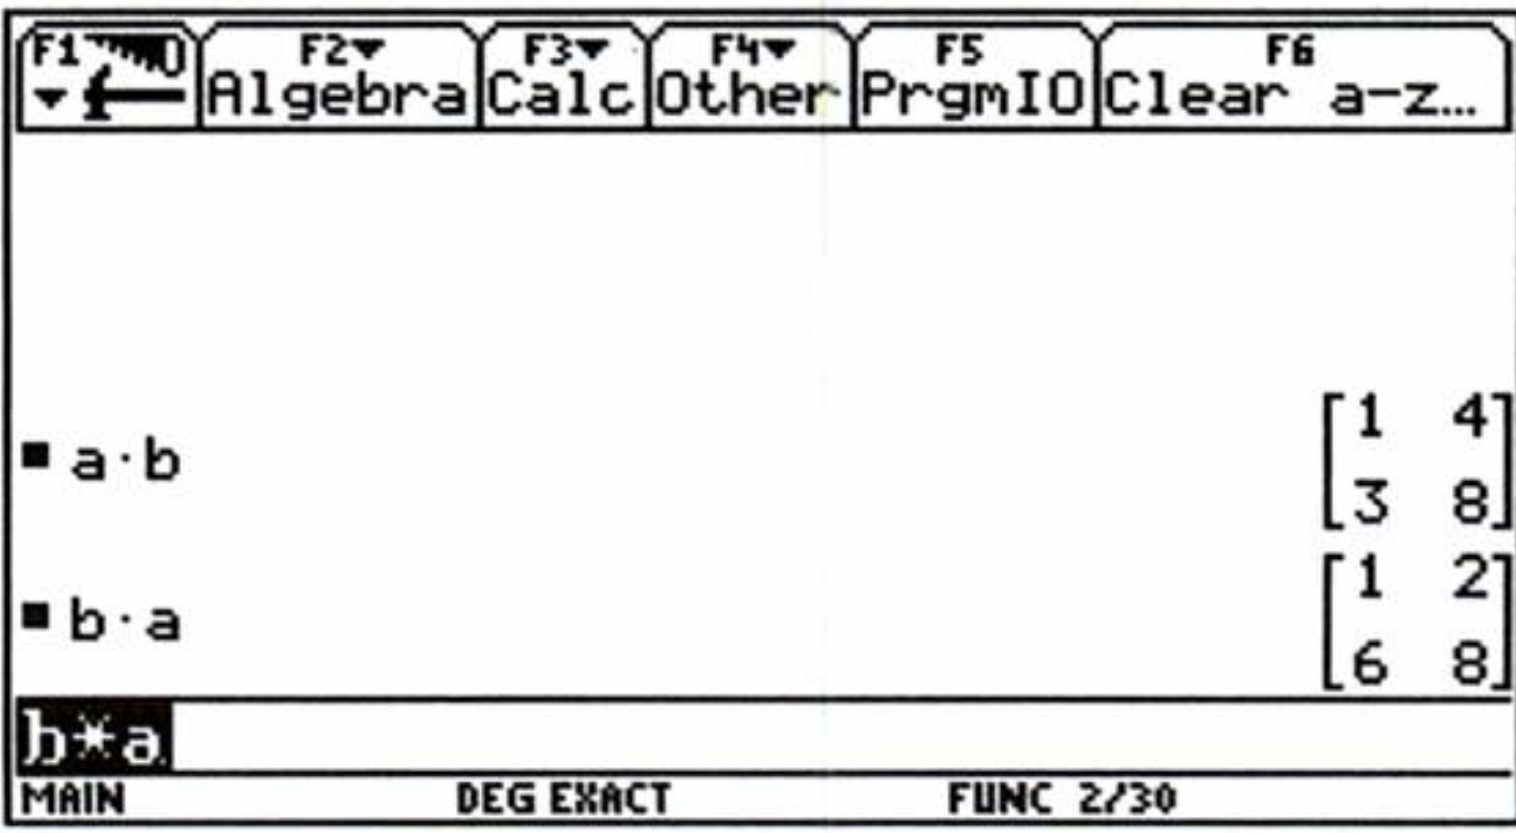 F1 F2 F3 F4 F5 F6
Algebra Calc Other PrgmIO Clear a-z...
a·b [1 4]
[3 8]
b·a [1 2]
[6 8]
b*a
MAIN DEG EXACT FUNC 2/30